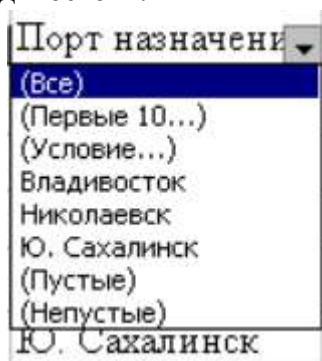 Порт назначени
(Все)
(Первые 10...)
(Условие...)
Владивосток
Николаевск
Ю. Сахалинск
(Пустые)
(Непустые)
Ю. Сахалинск